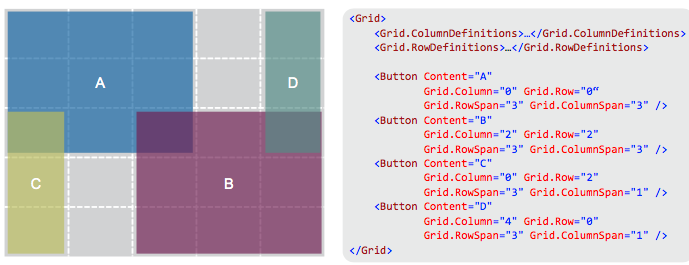 A
D
C
B
<Grid>
<Grid.ColumnDefinitions>…</Grid.ColumnDefinitions>
<Grid.RowDefinitions>…</Grid.RowDefinitions>
<Button Content="A"
Grid.Column="0" Grid.Row="0“
Grid.RowSpan="3" Grid.ColumnSpan="3" />
<Button Content="B"
Grid.Column="2" Grid.Row="2"
Grid.RowSpan="3" Grid.ColumnSpan="3" />
<Button Content="C"
Grid.Column="0" Grid.Row="2"
Grid.RowSpan="3" Grid.ColumnSpan="1" />
<Button Content="D"
Grid.Column="4" Grid.Row="0"
Grid.RowSpan="3" Grid.ColumnSpan="1" />
</Grid>